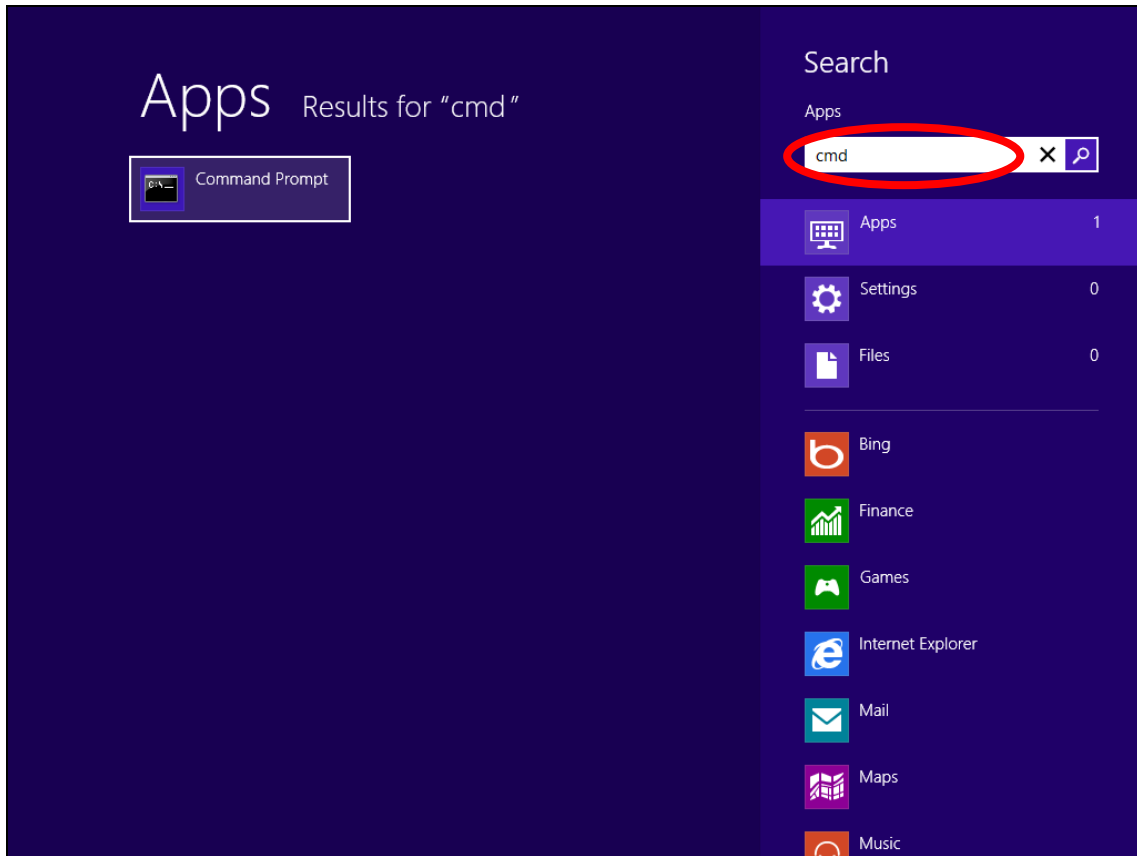 Apps Results for “cmd”
Command Prompt
Search
Apps
cmd
Apps 1
Settings 0
Files 0
Bing
Finance
Games
Internet Explorer
Mail
Maps
Music